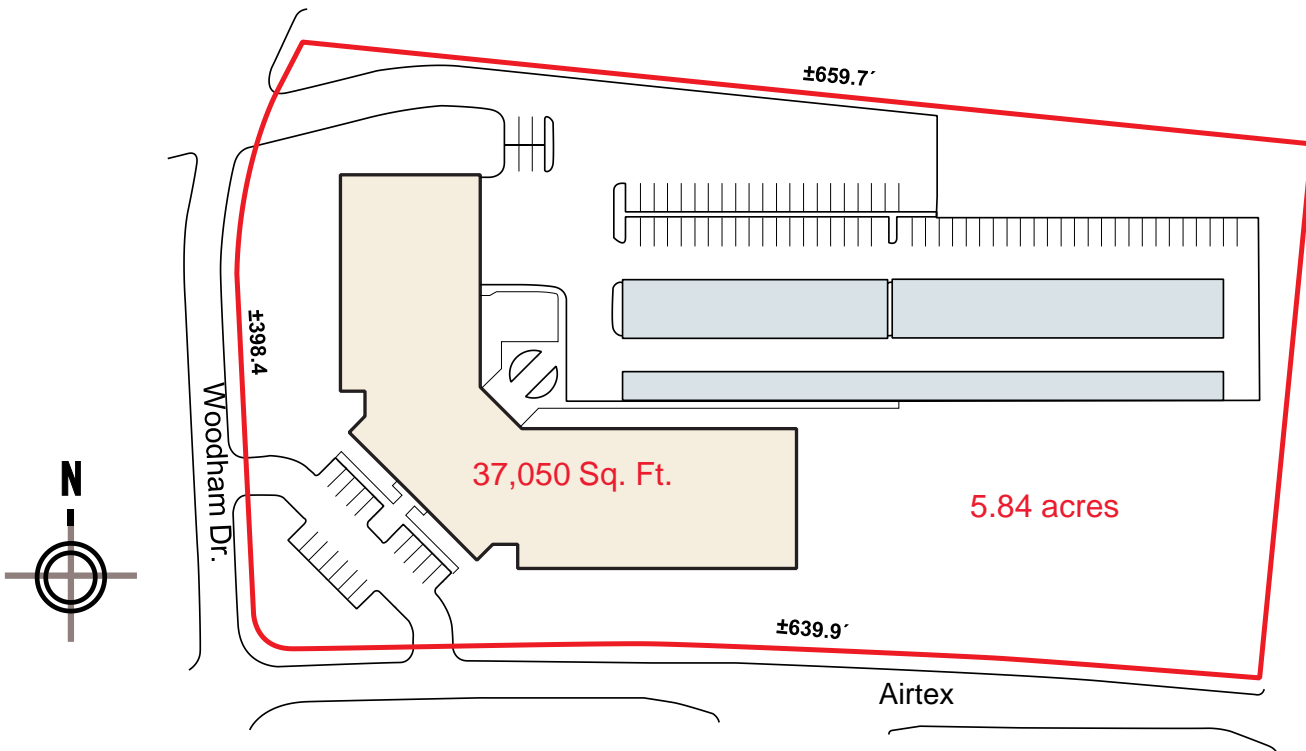 ±659.7´
±398.4
Woodham Dr.
N
37,050 Sq. Ft.
5.84 acres
±639.9´
Airtex